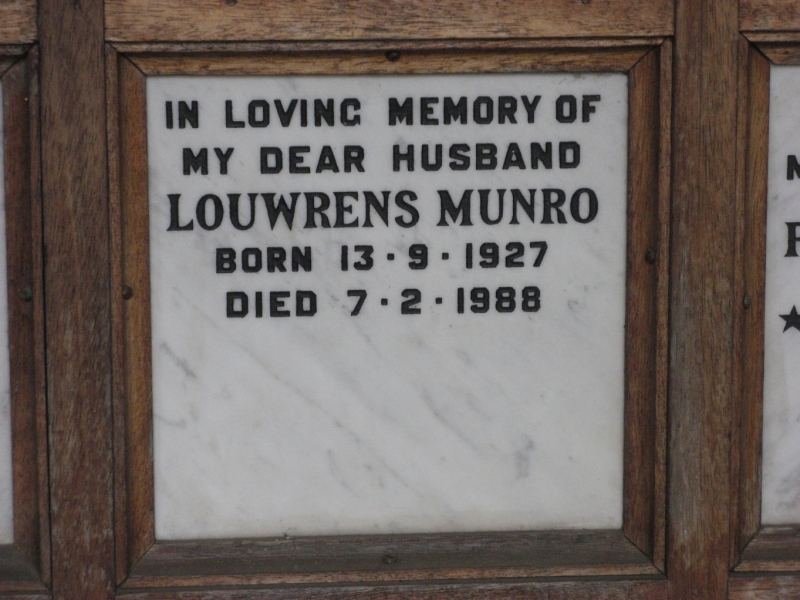 IN LOVING MEMORY OF
MY DEAR HUSBAND
LOUWRENS MUNRO
BORN 13·9·1927
DIED 7·2·1988